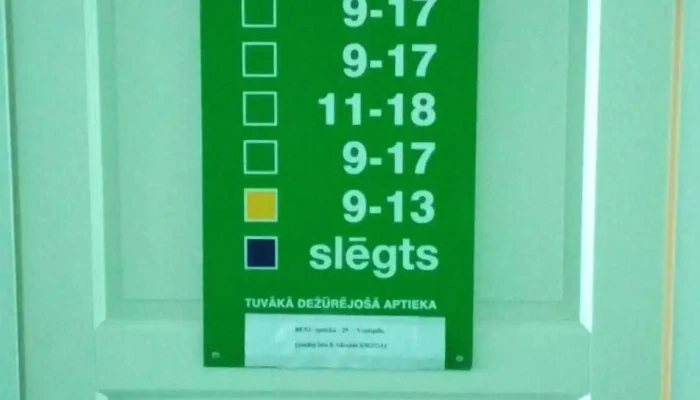 9-17
9-17
11-18
9-17
9-13
slēgts
TUVĀKĀ DEŽŪRĒJOŠĀ APTIEKA